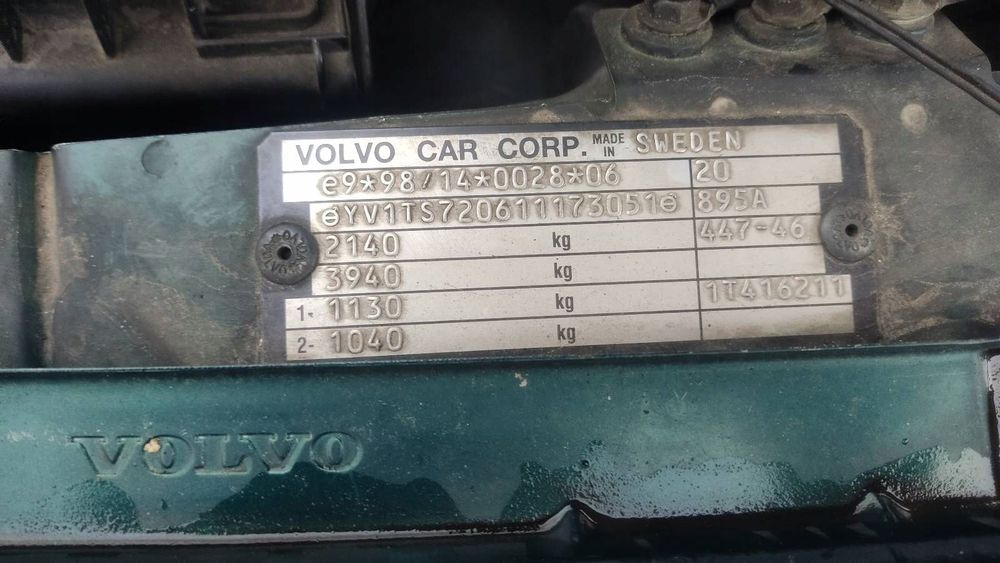 VOLVO CAR CORP. MADE IN SWEDEN
e9*98/14*0028*06 20
YV1TS720611173051 895A
2140 kg 447-46
3940 kg
1- 1130 kg 1T416211
2- 1040 kg
VOLVO